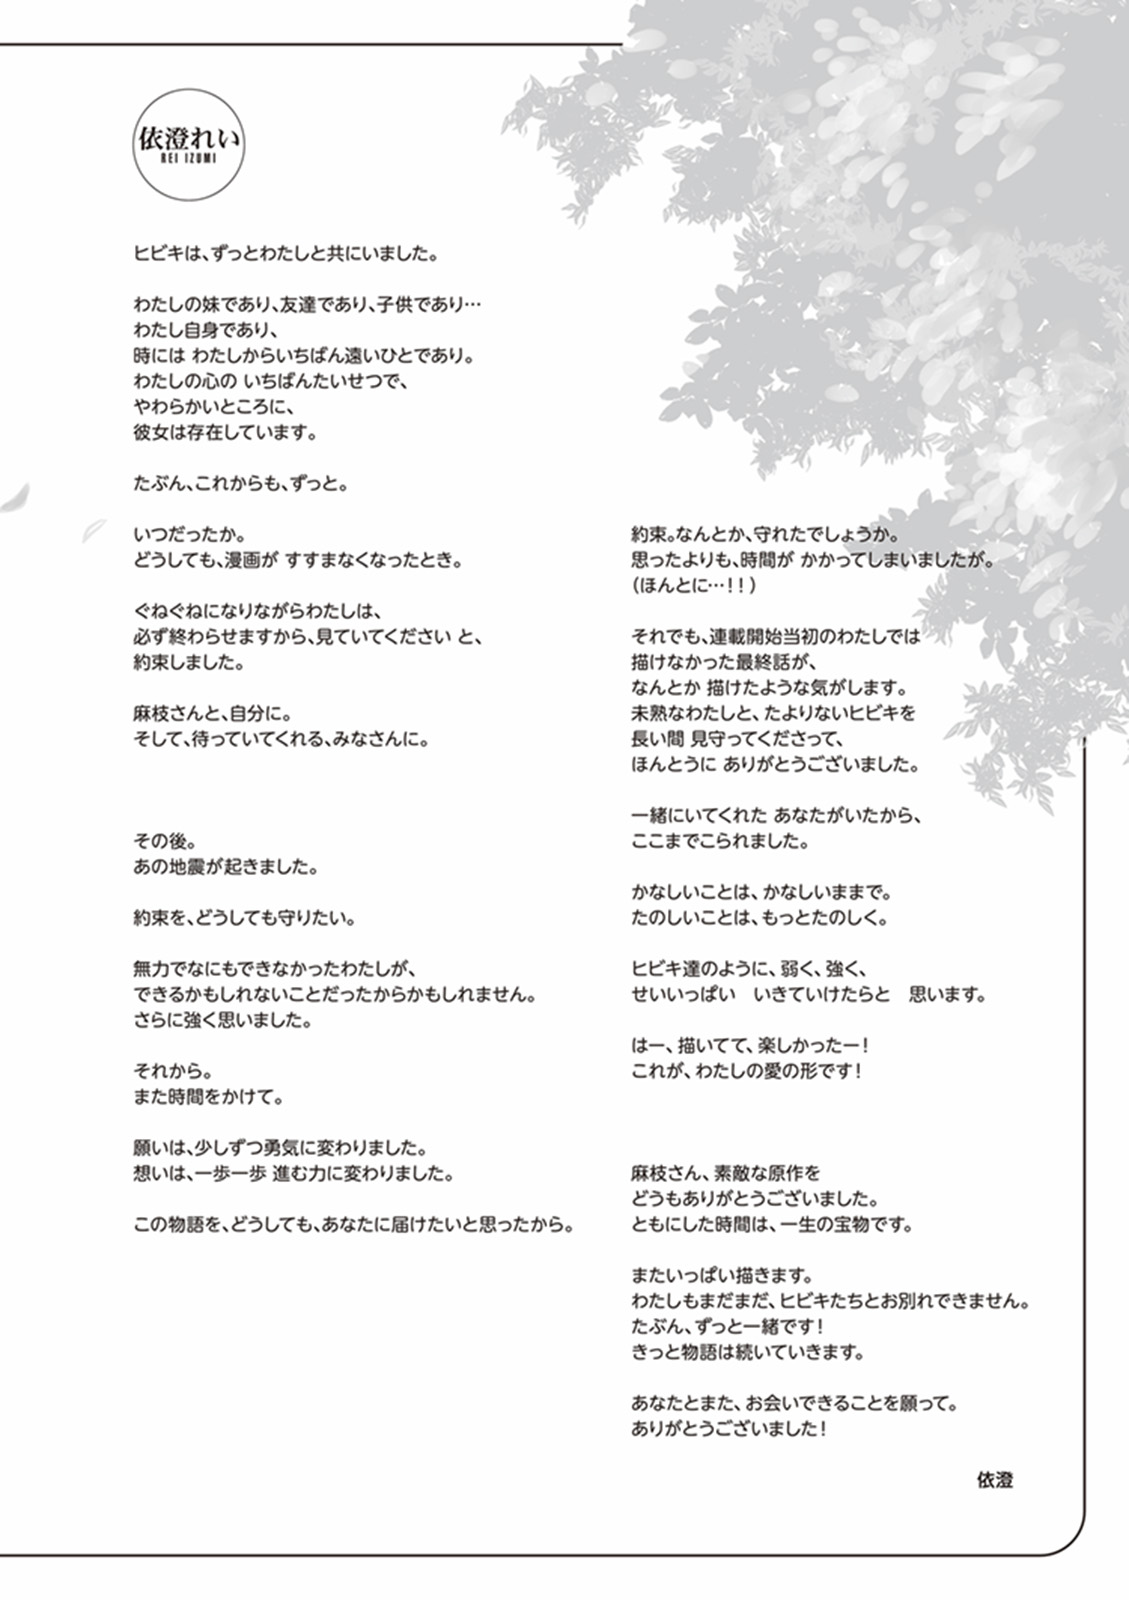 依澄れい
REI IZUMI
ヒビキは、ずっとわたしと共にいました。
わたしの妹であり、友達であり、子供であり…
わたし自身であり、
時には わたしからいちばん遠いひとであり。
わたしの心の いちばんたいせつで、
やわらかいところに、
彼女は存在しています。
たぶん、これからも、ずっと。
いつだったか。
どうしても、漫画が すすまなくなったとき。
ぐねぐねになりながらわたしは、
必ず終わらせますから、見ていてください と、
約束しました。
麻枝さんと、自分に。
そして、待っていてくれる、みなさんに。
その後。
あの地震が起きました。
約束を、どうしても守りたい。
無力でなにもできなかったわたしが、
できるかもしれないことだったからかもしれません。
さらに強く思いました。
それから。
また時間をかけて。
願いは、少しずつ勇気に変わりました。
想いは、一歩一歩 進む力に変わりました。
この物語を、どうしても、あなたに届けたいと思ったから。
約束。なんとか、守れたでしょうか。
思ったよりも、時間が かかってしまいましたが。
（ほんとに…！！）
それでも、連載開始当初のわたしでは
描けなかった最終話が、
なんとか 描けたような気がします。
未熟なわたしと、たよりないヒビキを
長い間 見守ってくださって、
ほんとうに ありがとうございました。
一緒にいてくれた あなたがいたから、
ここまでこられました。
かなしいことは、かなしいままで。
たのしいことは、もっとたのしく。
ヒビキ達のように、弱く、強く、
せいいっぱい　いきていけたらと　思います。
はー、描いてて、楽しかったー！
これが、わたしの愛の形です！
麻枝さん、素敵な原作を
どうもありがとうございました。
ともにした時間は、一生の宝物です。
またいっぱい描きます。
わたしもまだまだ、ヒビキたちとお別れできません。
たぶん、ずっと一緒です！
きっと物語は続いていきます。
あなたとまた、お会いできることを願って。
ありがとうございました！
依澄